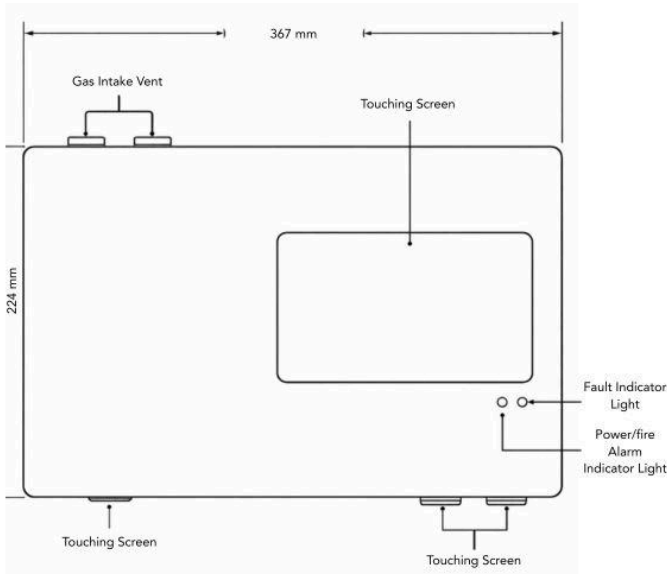 367 mm
Gas Intake Vent
Touching Screen
224 mm
Fault Indicator
Light
Power/fire
Alarm
Indicator Light
Touching Screen
Touching Screen